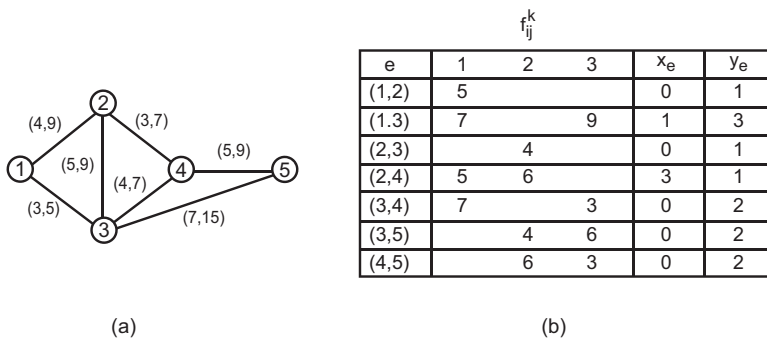 f_ij^k
e 1 2 3 x_e y_e
(1,2) 5 0 1
(1.3) 7 9 1 3
(2,3) 4 0 1
(2,4) 5 6 3 1
(3,4) 7 3 0 2
(3,5) 4 6 0 2
(4,5) 6 3 0 2
2
(4,9) (3,7)
(5,9)
1 (5,9) 4 5
(4,7)
(3,5) (7,15)
3
(a) (b)